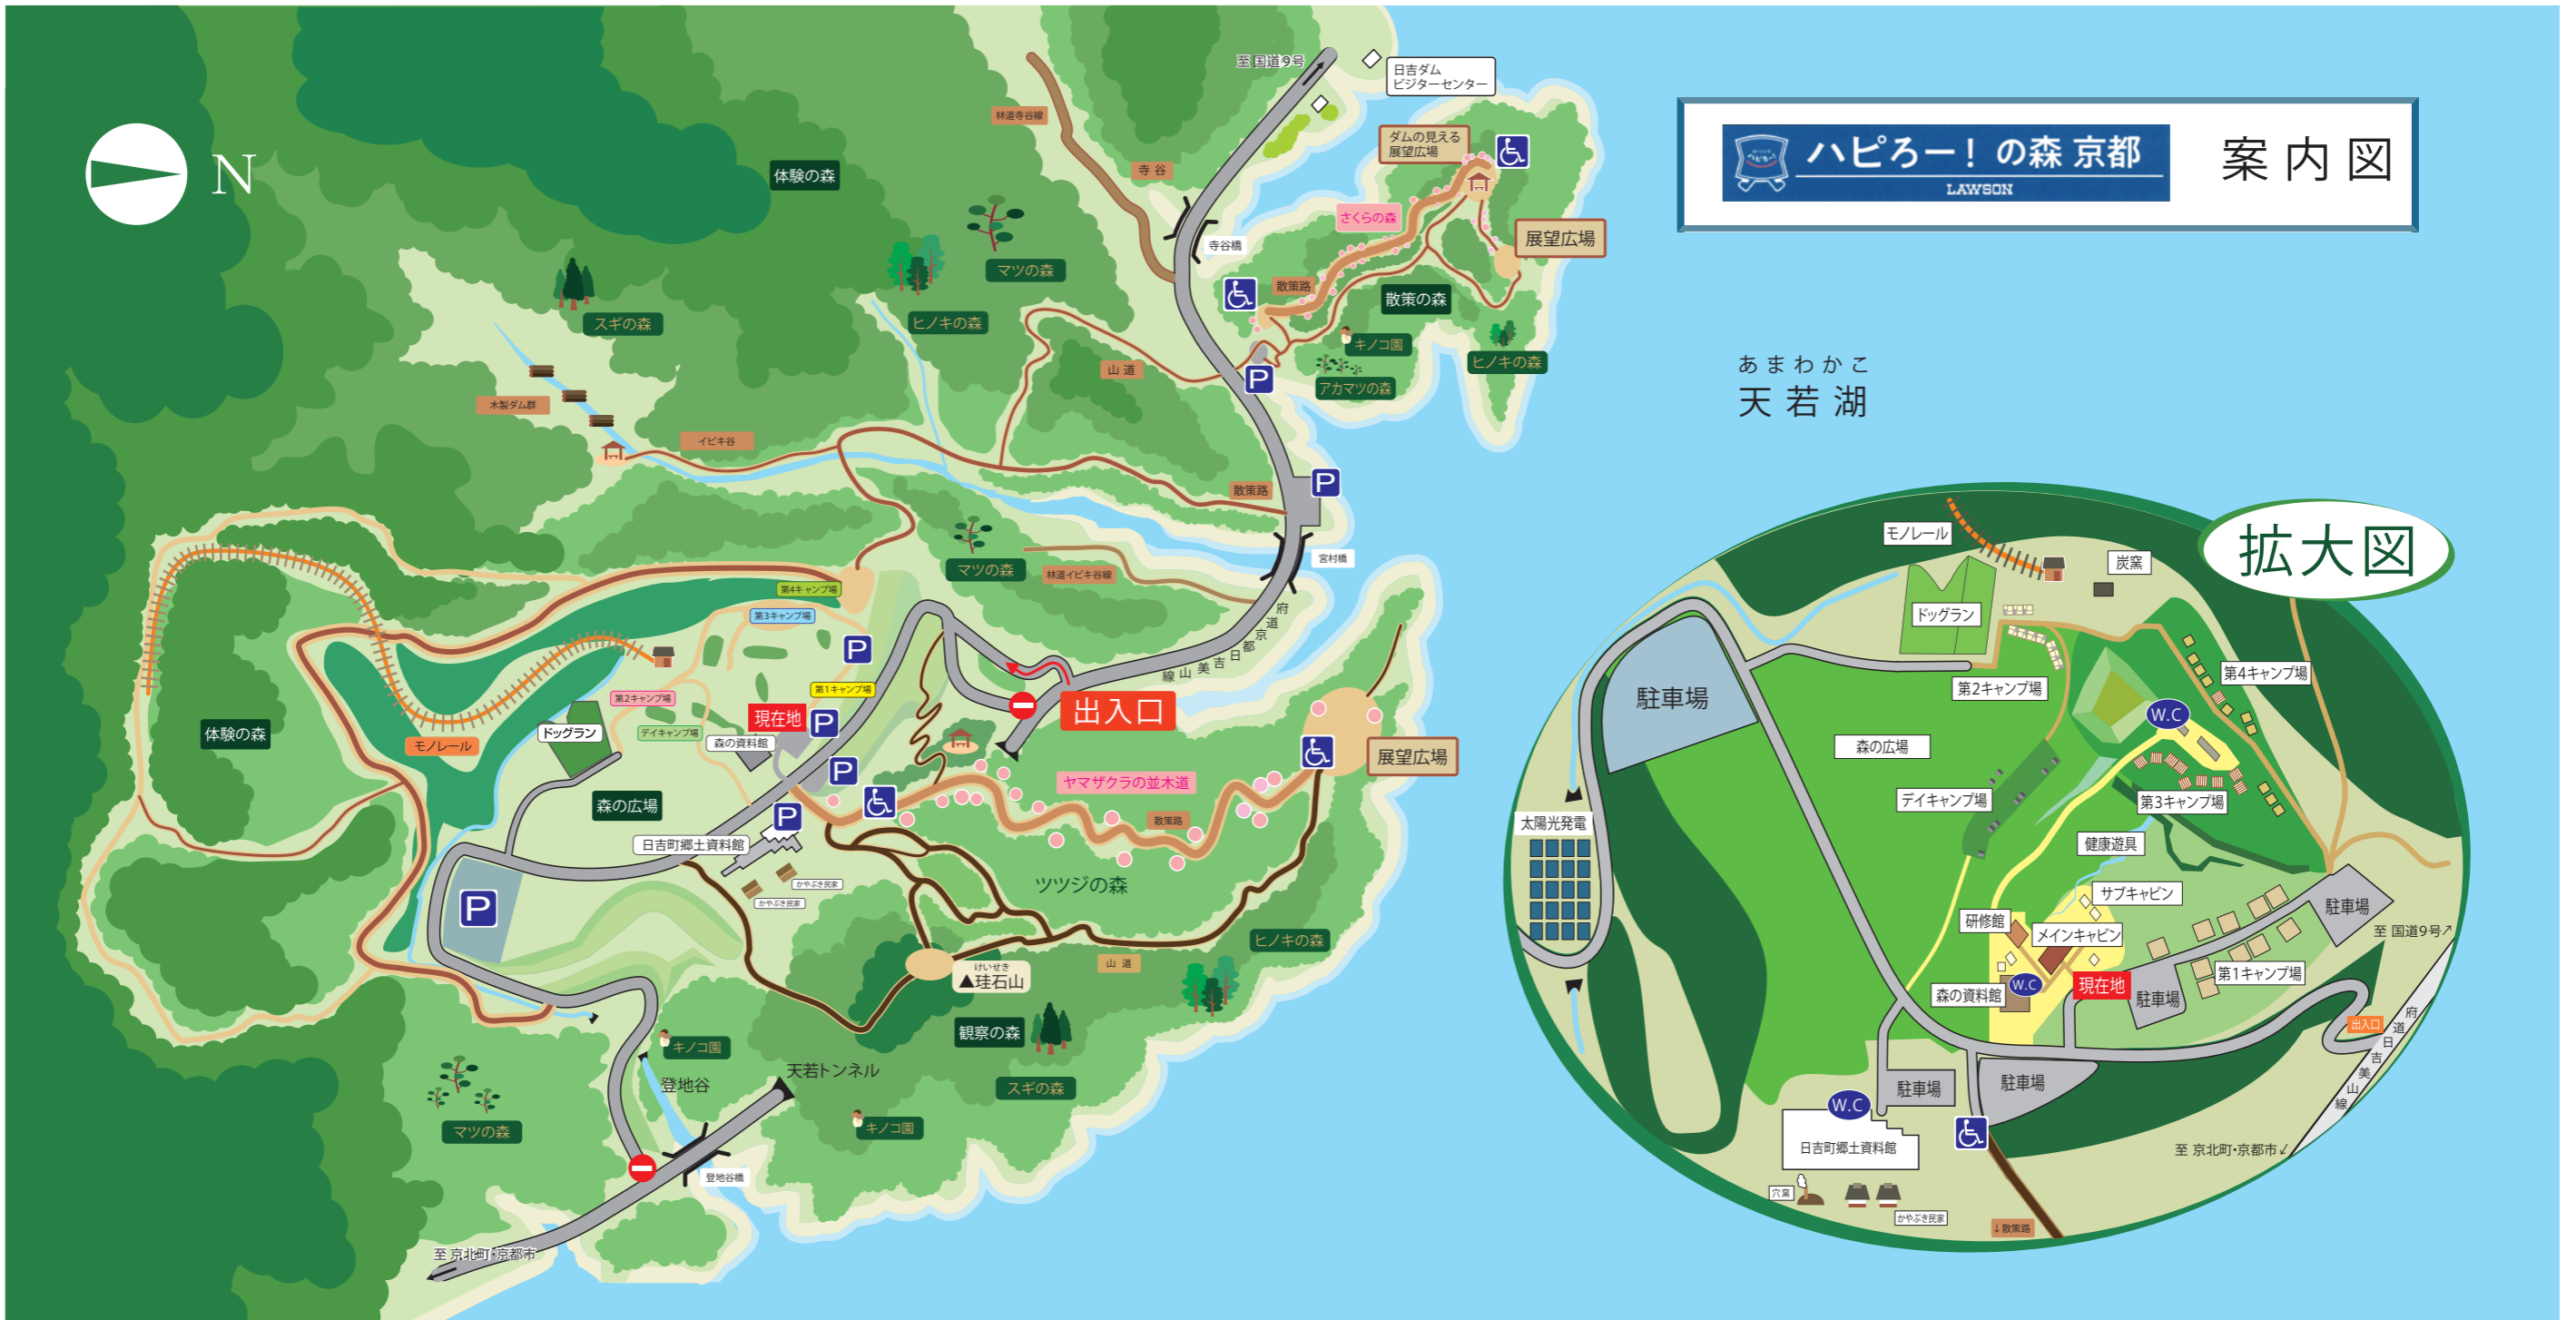 N
ハピろー！の森 京都
LAWSON
案内図
至 国道9号
日吉ダム
ビジターセンター
林道寺谷線
寺谷
体験の森
ダムの見える
展望広場
さくらの森
寺谷橋
展望広場
マツの森
散策路
散策の森
スギの森
ヒノキの森
キノコ園
ヒノキの森
山道
アカマツの森
あまわかこ
天若湖
木製ダム群
イビキ谷
散策路
P
P
宮村橋
マツの森
林道イビキ谷線
府道京都日吉美山線
第4キャンプ場
第3キャンプ場
P
第1キャンプ場
第2キャンプ場
現在地
P
出入口
体験の森
モノレール
ドッグラン
デイキャンプ場
森の資料館
展望広場
P
ヤマザクラの並木道
森の広場
P
散策路
日吉町郷土資料館
かやぶき民家
かやぶき民家
ツツジの森
P
ヒノキの森
けいせき
▲珪石山
山道
観察の森
キノコ園
登地谷
天若トンネル
スギの森
マツの森
キノコ園
登地谷橋
至 京北町・京都市
拡大図
モノレール
炭窯
ドッグラン
第2キャンプ場
第4キャンプ場
駐車場
W.C
森の広場
デイキャンプ場
第3キャンプ場
太陽光発電
健康遊具
サブキャビン
研修館
メインキャビン
駐車場
至 国道9号↗
第1キャンプ場
W.C
現在地
森の資料館
駐車場
出入口
府道日吉美山線
駐車場
駐車場
W.C
日吉町郷土資料館
至 京北町・京都市↙
穴窯
かやぶき民家
↓散策路